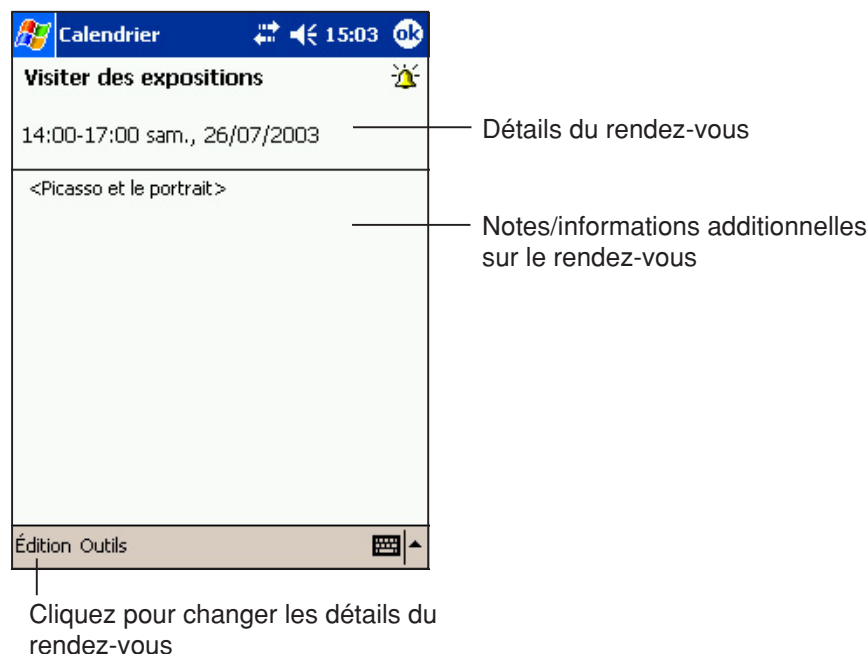 Calendrier 15:03 ok
Visiter des expositions
14:00-17:00 sam., 26/07/2003
Détails du rendez-vous
<Picasso et le portrait>
Notes/informations additionnelles
sur le rendez-vous
Édition Outils
Cliquez pour changer les détails du
rendez-vous